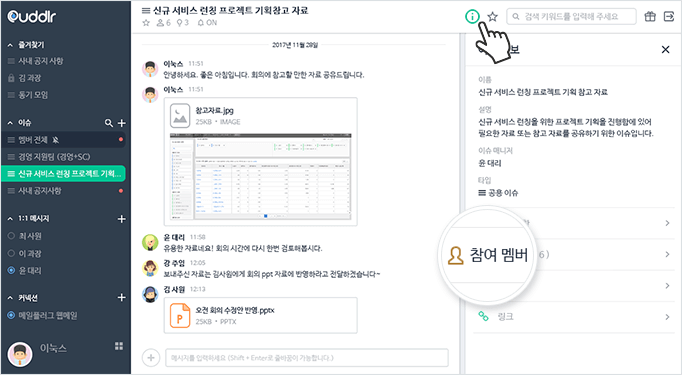 Cuddlr
즐겨찾기
사내 공지 사항
김 과장
동기 모임
이슈
멤버 전체
경영 지원팀 (경영+SC)
신규 서비스 런칭 프로젝트 기획...
사내 공지사항
1:1 메시지
최 사원
이 과장
윤 대리
커넥션
메일플러그 웹메일
이눅스
신규 서비스 런칭 프로젝트 기획참고 자료
6
3
ON
검색 키워드를 입력해 주세요
2017년 11월 28일
이눅스 11:51
안녕하세요. 좋은 아침입니다. 회의에 참고할 만한 자료 공유드립니다.
이눅스 11:51
참고자료.jpg
25KB • IMAGE
윤 대리 11:58
유용한 자료네요! 회의 시간에 다시 한번 검토해봅시다.
강 주임 12:05
보내주신 자료는 김사원에게 회의 ppt 자료에 반영하라고 전달하겠습니다~
김 사원 12:13
오전 회의 수정안 반영.pptx
25KB • PPTX
메시지를 입력하세요 (Shift + Enter로 줄바꿈이 가능합니다.)
보
이름
신규 서비스 런칭 프로젝트 기획 참고 자료
설명
신규 서비스 런칭을 위한 프로젝트 기획을 진행함에 있어
필요한 자료 또는 참고 자료를 공유하기 위한 이슈입니다.
이슈 매니저
윤 대리
타입
공용 이슈
참여 멤버
6)
링크